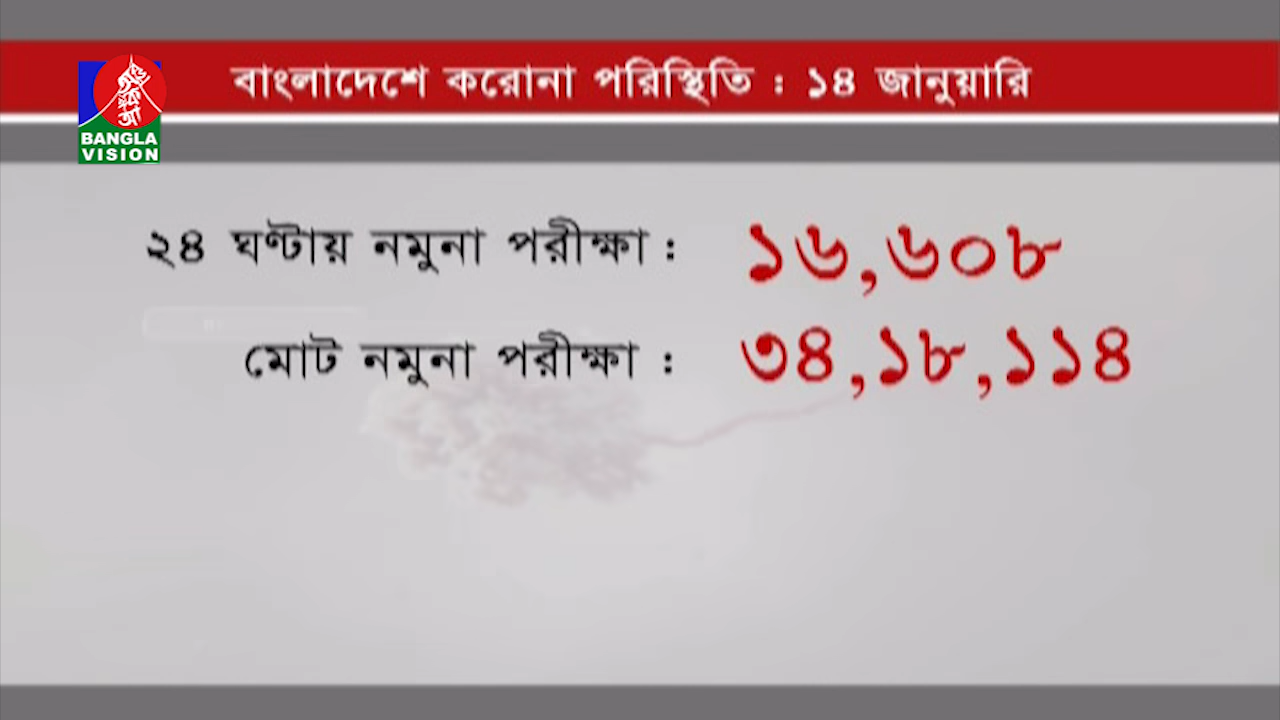 বাংলাদেশে করোনা পরিস্থিতি : ১৪ জানুয়ারি
BANGLA
VISION
২৪ ঘণ্টায় নমুনা পরীক্ষা : ১৬,৬০৮
মোট নমুনা পরীক্ষা : ৩৪,১৮,১১৪